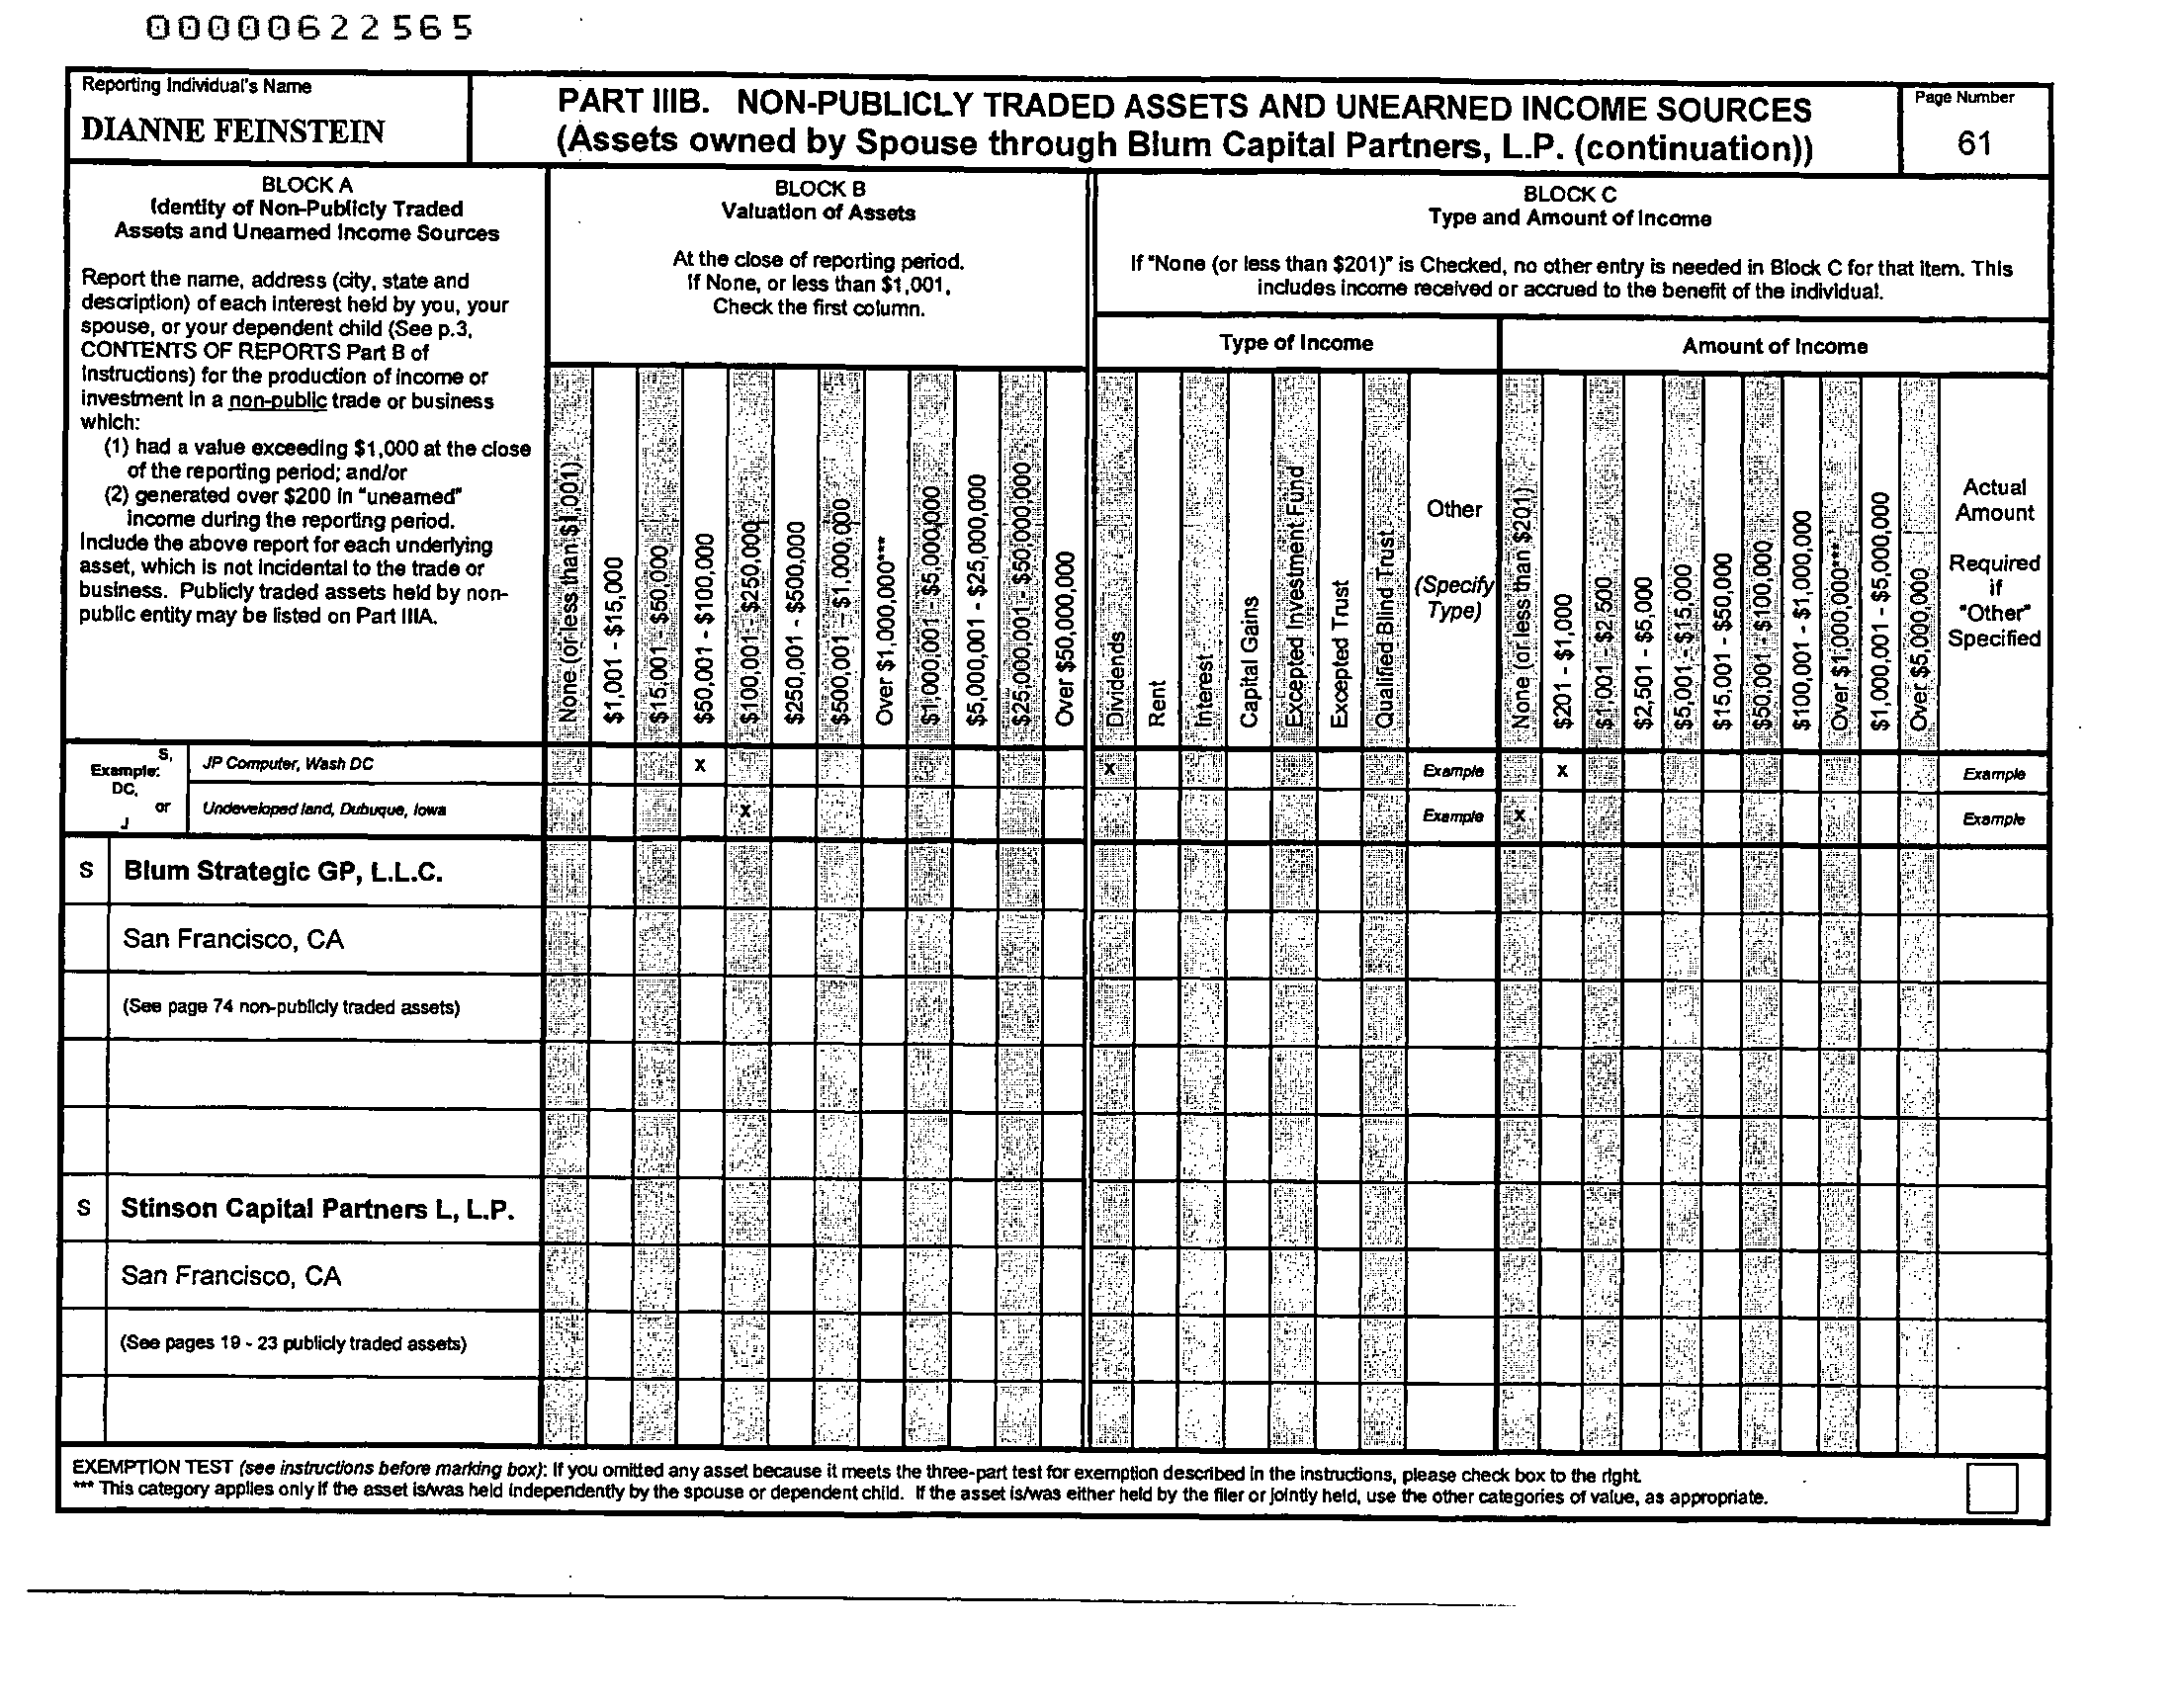 00000622565
Reporting Individual's Name
DIANNE FEINSTEIN
PART IIIB. NON-PUBLICLY TRADED ASSETS AND UNEARNED INCOME SOURCES
(Assets owned by Spouse through Blum Capital Partners, L.P. (continuation))
Page Number
61
BLOCK A
Identity of Non-Publicly Traded
Assets and Unearned Income Sources
Report the name, address (city, state and
description) of each interest held by you, your
spouse, or your dependent child (See p.3,
CONTENTS OF REPORTS Part B of
Instructions) for the production of income or
investment in a non-public trade or business
which:
(1) had a value exceeding $1,000 at the close
of the reporting period; and/or
(2) generated over $200 in "unearned"
income during the reporting period.
Include the above report for each underlying
asset, which is not incidental to the trade or
business. Publicly traded assets held by non-
public entity may be listed on Part IIIA.
BLOCK B
Valuation of Assets
At the close of reporting period.
If None, or less than $1,001,
Check the first column.
BLOCK C
Type and Amount of Income
If "None (or less than $201)" is Checked, no other entry is needed in Block C for that item. This
includes income received or accrued to the benefit of the individual.
Type of Income
Amount of Income
None (or less than $1,001)
$1,001 - $15,000
$15,001 - $50,000
$50,001 - $100,000
$100,001 - $250,000
$250,001 - $500,000
$500,001 - $1,000,000
Over $1,000,000***
$1,000,001 - $5,000,000
$5,000,001 - $25,000,000
$25,000,001 - $50,000,000
Over $50,000,000
Dividends
Rent
Interest
Capital Gains
Excepted Investment Fund
Excepted Trust
Qualified Blind Trust
Other
(Specify
Type)
None (or less than $201)
$201 - $1,000
$1,001 - $2,500
$2,501 - $5,000
$5,001 - $15,000
$15,001 - $50,000
$50,001 - $100,000
$100,001 - $1,000,000
Over $1,000,000***
$1,000,001 - $5,000,000
Over $5,000,000
Actual
Amount
Required
if
"Other"
Specified
Example:
S,
DC,
or
J
JP Computer, Wash DC
x
x
Example
x
Example
Undeveloped land, Dubuque, Iowa
x
Example
x
Example
S
Blum Strategic GP, L.L.C.
San Francisco, CA
(See page 74 non-publicly traded assets)
S
Stinson Capital Partners L, L.P.
San Francisco, CA
(See pages 19 - 23 publicly traded assets)
EXEMPTION TEST (see instructions before marking box): If you omitted any asset because it meets the three-part test for exemption described in the instructions, please check box to the right.
*** This category applies only if the asset is/was held independently by the spouse or dependent child. If the asset is/was either held by the filer or jointly held, use the other categories of value, as appropriate.